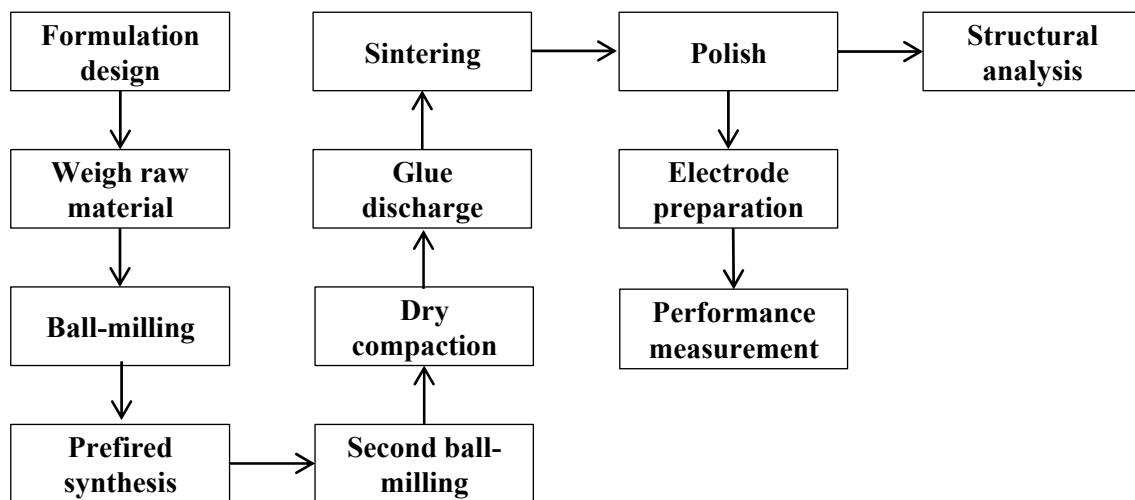 Formulation
design
Weigh raw
material
Ball-milling
Prefired
synthesis
Second ball-
milling
Dry
compaction
Glue
discharge
Sintering
Polish
Structural
analysis
Electrode
preparation
Performance
measurement